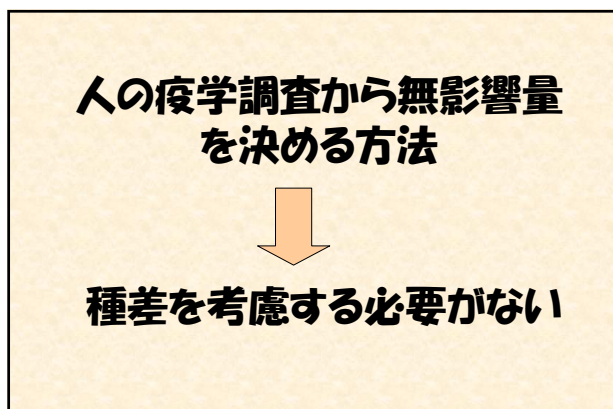 人の疫学調査から無影響量
を決める方法
種差を考慮する必要がない